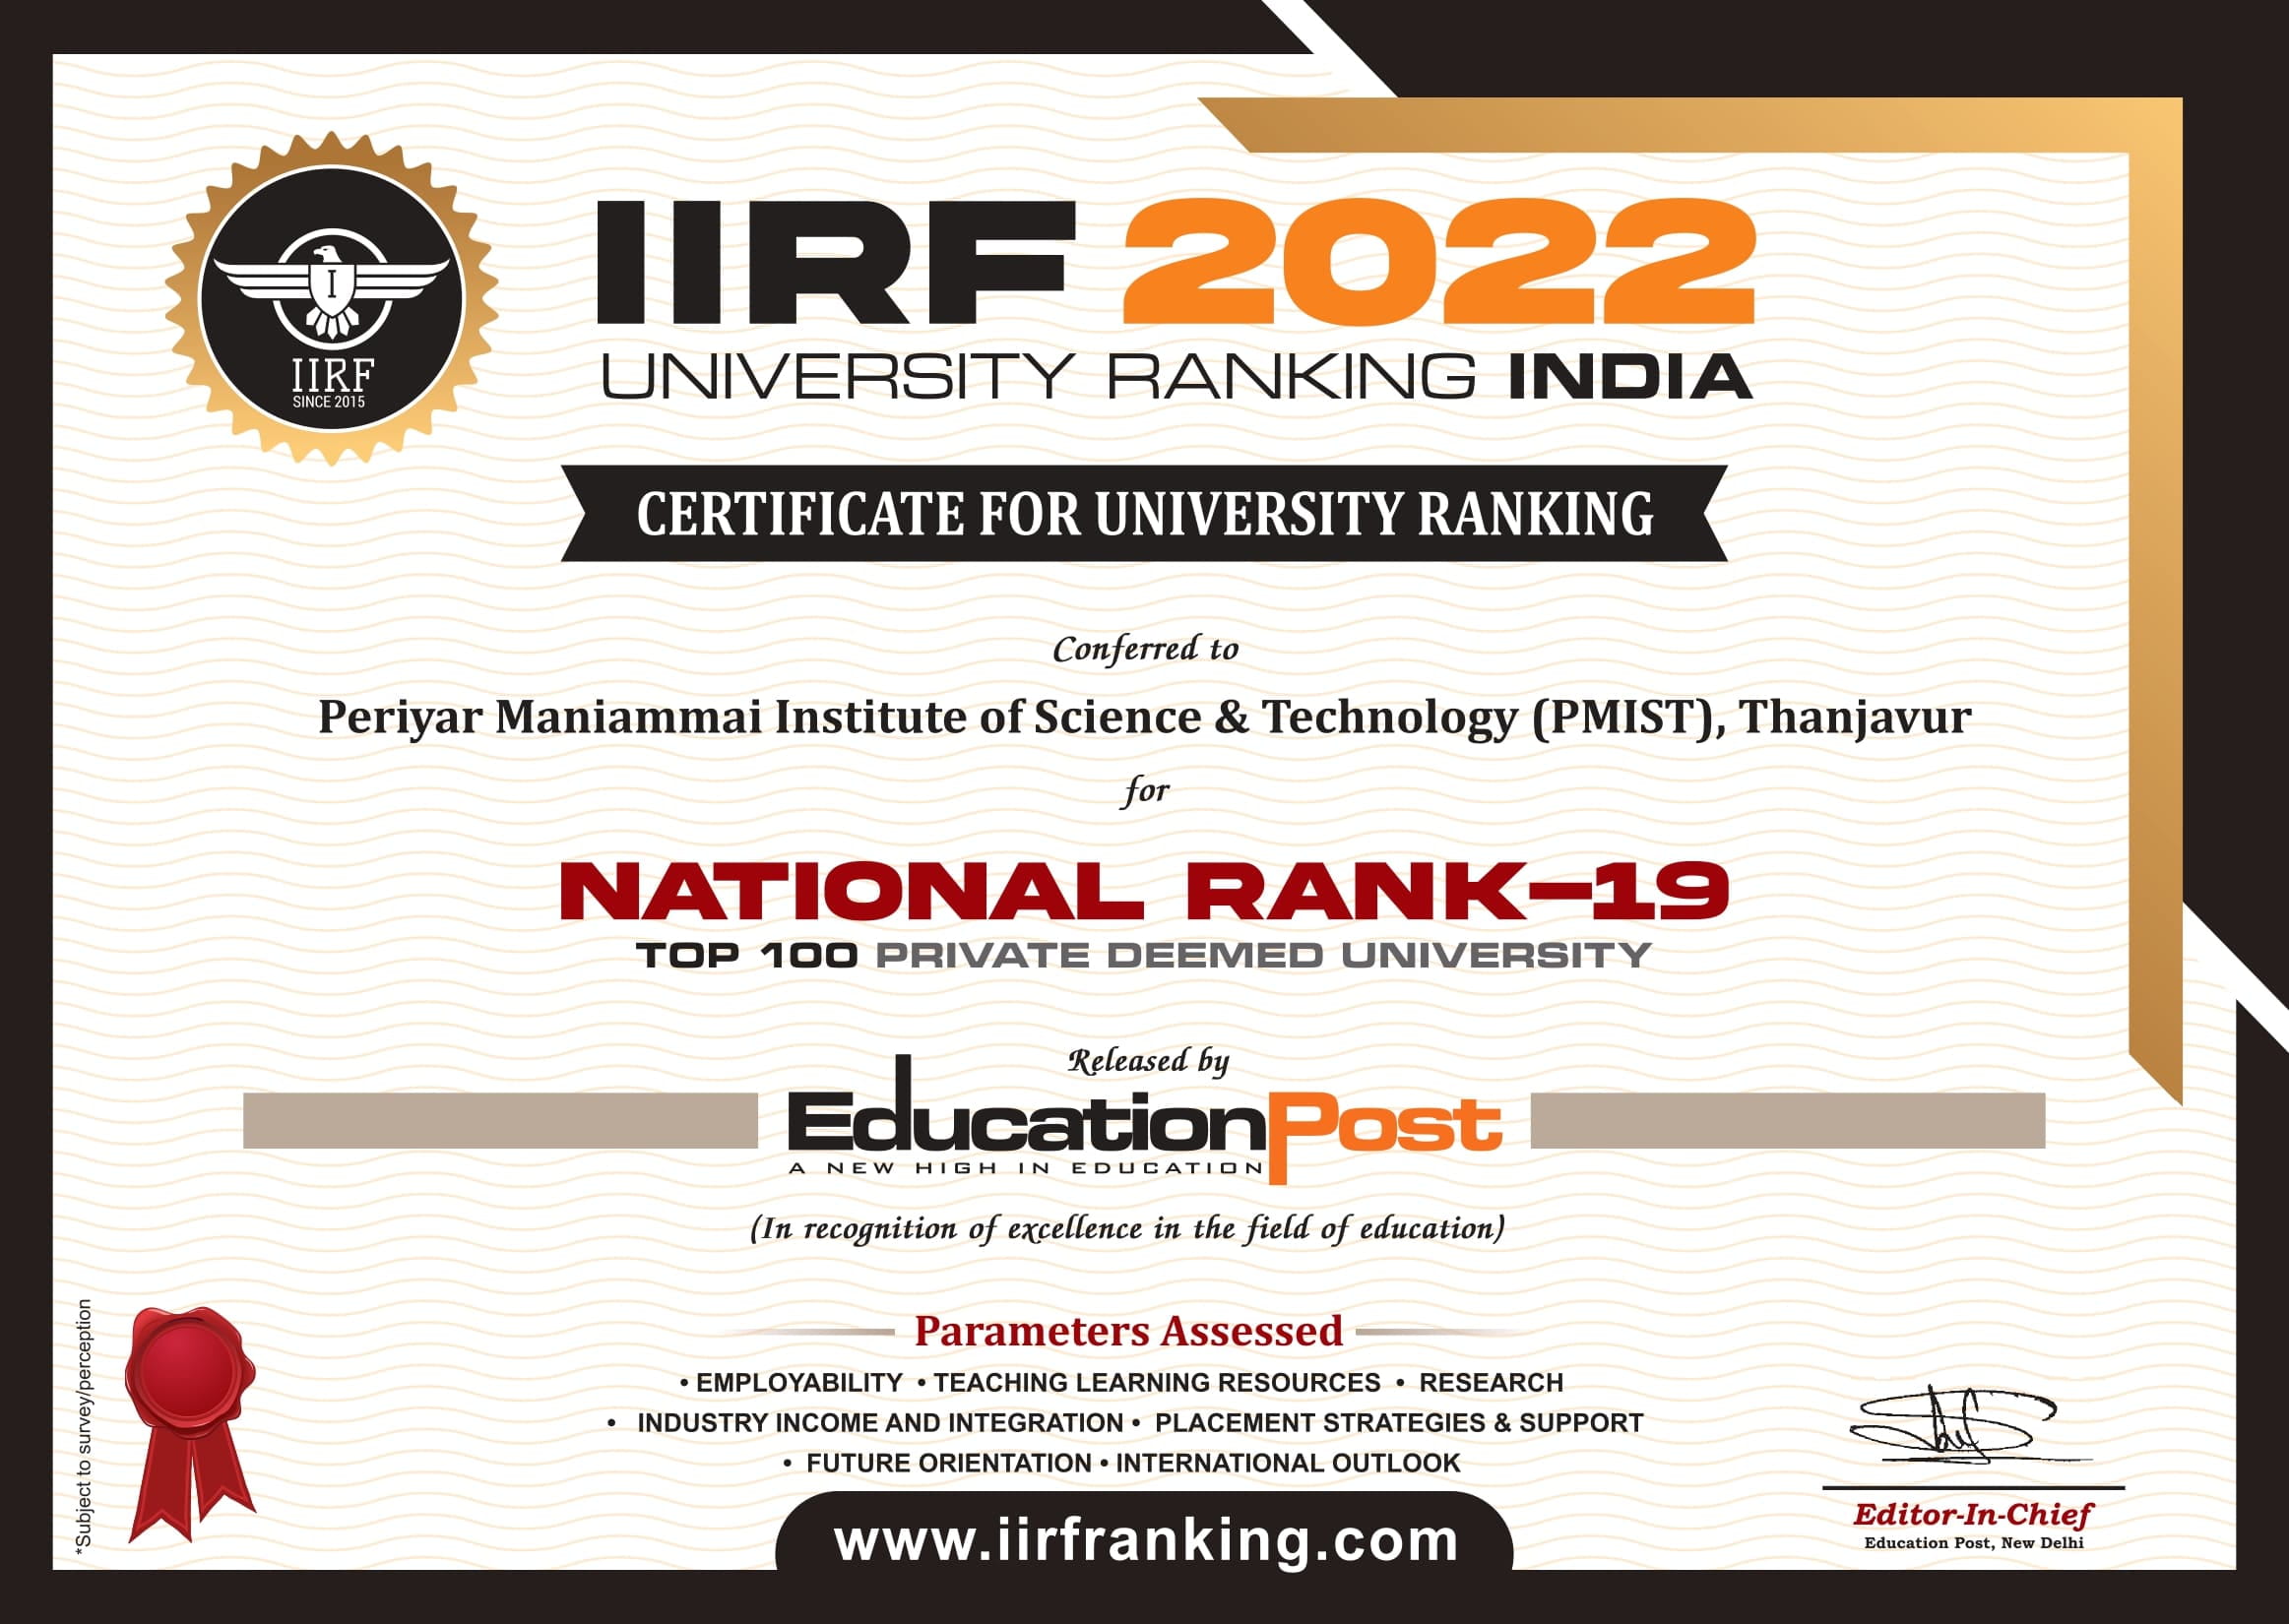 I
IIRF
SINCE 2015
IIRF 2022
UNIVERSITY RANKING INDIA
CERTIFICATE FOR UNIVERSITY RANKING
Conferred to
Periyar Maniammai Institute of Science & Technology (PMIST), Thanjavur
for
NATIONAL RANK-19
TOP 100 PRIVATE DEEMED UNIVERSITY
Released by
EducationPost
A NEW HIGH IN EDUCATION
(In recognition of excellence in the field of education)
Parameters Assessed
• EMPLOYABILITY • TEACHING LEARNING RESOURCES • RESEARCH
• INDUSTRY INCOME AND INTEGRATION • PLACEMENT STRATEGIES & SUPPORT
• FUTURE ORIENTATION • INTERNATIONAL OUTLOOK
www.iirfranking.com
*Subject to survey/perception
Editor-In-Chief
Education Post, New Delhi